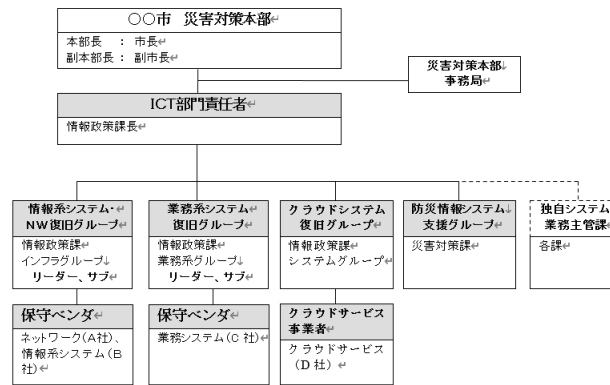 〇〇市　災害対策本部↵
本部長　：　市長↵
副本部長：　副市長↵
災害対策本部↓
事務局↵
ICT部門責任者↵
情報政策課長↵
情報系システム・↵
NW復旧グループ↵
情報政策課↵
インフラグループ↓
リーダー、サブ↵
業務系システム↵
復旧グループ↵
情報政策課↵
業務系グループ↓
リーダー、サブ↵
クラウドシステム
復旧グループ↵
情報政策課↵
システムグループ↵
防災情報システム↓
支援グループ↵
災害対策課↵
独自システム
業務主管課↵
各課↵
保守ベンダ↵
ネットワーク(A社)、
情報系システム(B
社)↵
保守ベンダ↵
業務システム(C 社)↵
クラウドサービス
事業者↵
クラウドサービス
(D 社)↵